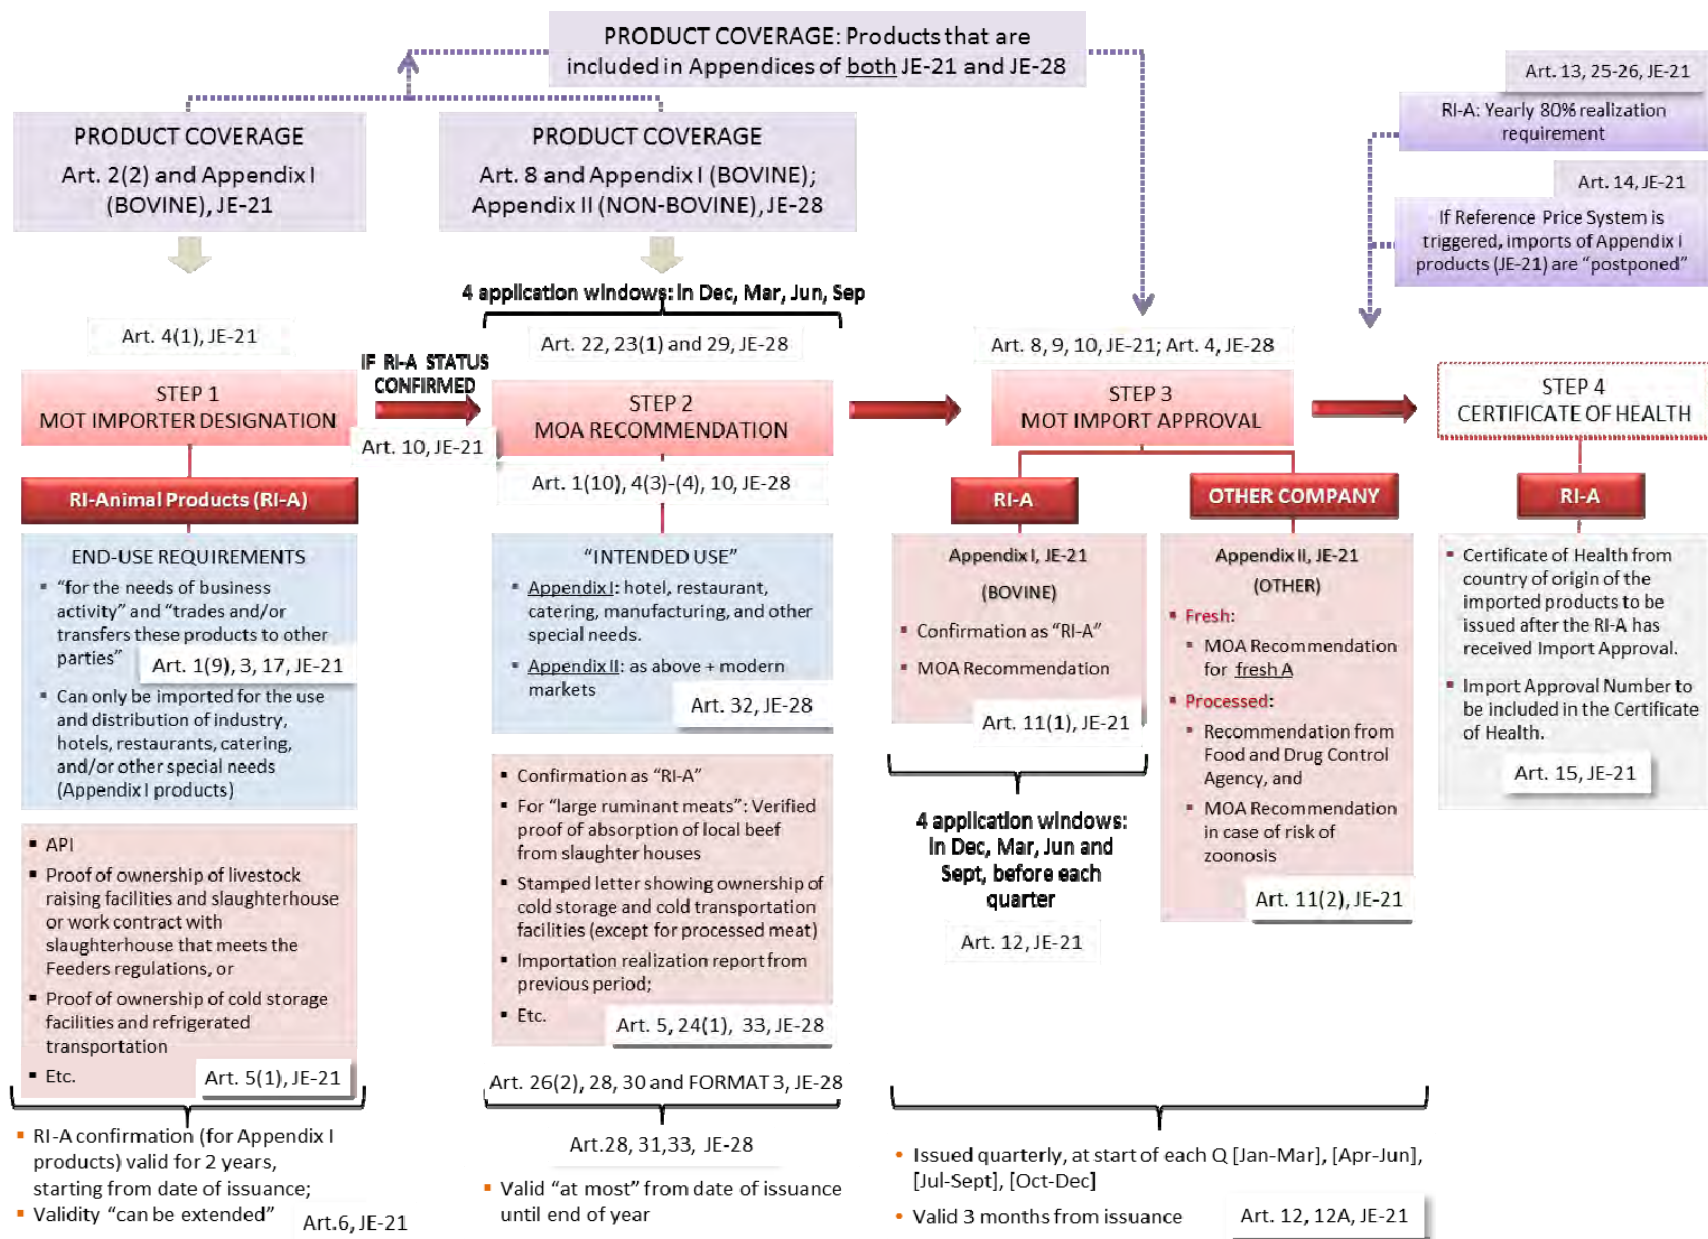 PRODUCT COVERAGE: Products that are
included in Appendices of both JE-21 and JE-28
Art. 13, 25-26, JE-21
RI-A: Yearly 80% realization
requirement
Art. 14, JE-21
If Reference Price System is
triggered, imports of Appendix I
products (JE-21) are “postponed”
PRODUCT COVERAGE
Art. 2(2) and Appendix I
(BOVINE), JE-21
PRODUCT COVERAGE
Art. 8 and Appendix I (BOVINE);
Appendix II (NON-BOVINE), JE-28
4 application windows: in Dec, Mar, Jun, Sep
Art. 4(1), JE-21
IF RI-A STATUS
CONFIRMED
Art. 22, 23(1) and 29, JE-28
Art. 8, 9, 10, JE-21; Art. 4, JE-28
STEP 1
MOT IMPORTER DESIGNATION
Art. 10, JE-21
STEP 2
MOA RECOMMENDATION
STEP 3
MOT IMPORT APPROVAL
STEP 4
CERTIFICATE OF HEALTH
RI-Animal Products (RI-A)
END-USE REQUIREMENTS
▪ “for the needs of business
activity” and “trades and/or
transfers these products to other
parties”
Art. 1(9), 3, 17, JE-21
▪ Can only be imported for the use
and distribution of industry,
hotels, restaurants, catering,
and/or other special needs
(Appendix I products)
▪ API
▪ Proof of ownership of livestock
raising facilities and slaughterhouse
or work contract with
slaughterhouse that meets the
Feeders regulations, or
▪ Proof of ownership of cold storage
facilities and refrigerated
transportation
▪ Etc.
Art. 5(1), JE-21
▪ RI-A confirmation (for Appendix I
products) valid for 2 years,
starting from date of issuance;
▪ Validity “can be extended”
Art.6, JE-21
Art. 1(10), 4(3)-(4), 10, JE-28
“INTENDED USE”
▪ Appendix I: hotel, restaurant,
catering, manufacturing, and other
special needs.
▪ Appendix II: as above + modern
markets
Art. 32, JE-28
▪ Confirmation as “RI-A”
▪ For “large ruminant meats”: Verified
proof of absorption of local beef
from slaughter houses
▪ Stamped letter showing ownership of
cold storage and cold transportation
facilities (except for processed meat)
▪ Importation realization report from
previous period;
▪ Etc.
Art. 5, 24(1), 33, JE-28
Art. 26(2), 28, 30 and FORMAT 3, JE-28
Art.28, 31,33, JE-28
▪ Valid “at most” from date of issuance
until end of year
RI-A
Appendix I, JE-21
(BOVINE)
▪ Confirmation as “RI-A”
▪ MOA Recommendation
Art. 11(1), JE-21
4 application windows:
in Dec, Mar, Jun and
Sept, before each
quarter
Art. 12, JE-21
OTHER COMPANY
Appendix II, JE-21
(OTHER)
▪ Fresh:
▪ MOA Recommendation
for fresh A
▪ Processed:
▪ Recommendation from
Food and Drug Control
Agency, and
▪ MOA Recommendation
in case of risk of
zoonosis
Art. 11(2), JE-21
• Issued quarterly, at start of each Q [Jan-Mar], [Apr-Jun],
[Jul-Sept], [Oct-Dec]
• Valid 3 months from issuance
Art. 12, 12A, JE-21
RI-A
▪ Certificate of Health from
country of origin of the
imported products to be
issued after the RI-A has
received Import Approval.
▪ Import Approval Number to
be included in the Certificate
of Health.
Art. 15, JE-21